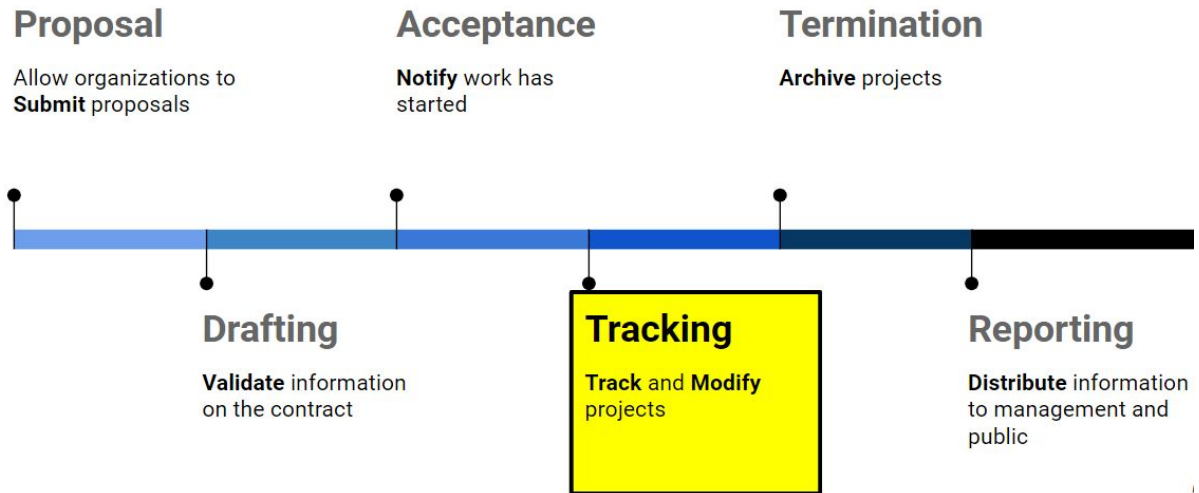 Proposal
Allow organizations to
Submit proposals
Acceptance
Notify work has
started
Termination
Archive projects
Drafting
Validate information
on the contract
Tracking
Track and Modify
projects
Reporting
Distribute information
to management and
public